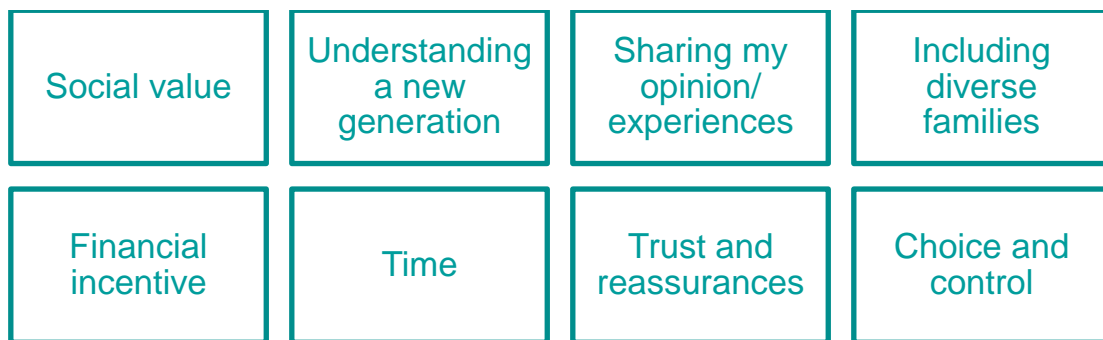 Social value
Understanding
a new
generation
Sharing my
opinion/
experiences
Including
diverse
families
Financial
incentive
Time
Trust and
reassurances
Choice and
control